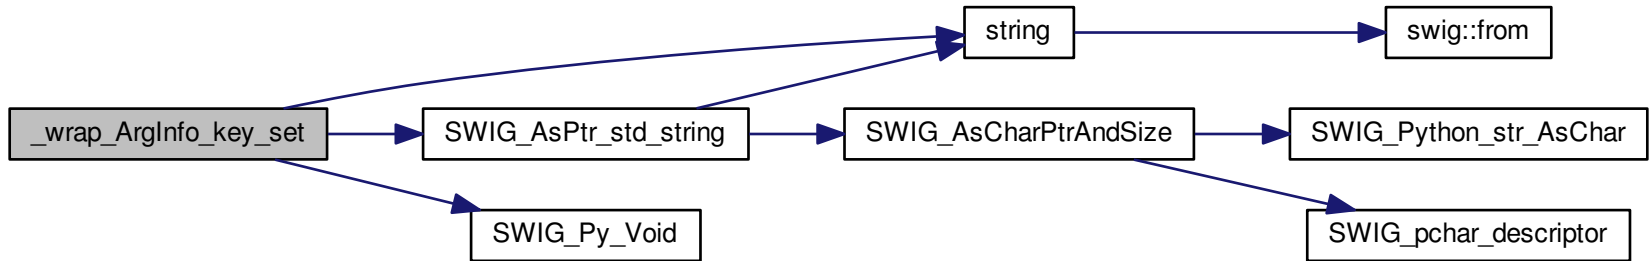 string
swig::from
_wrap_ArgInfo_key_set
SWIG_AsPtr_std_string
SWIG_AsCharPtrAndSize
SWIG_Python_str_AsChar
SWIG_Py_Void
SWIG_pchar_descriptor